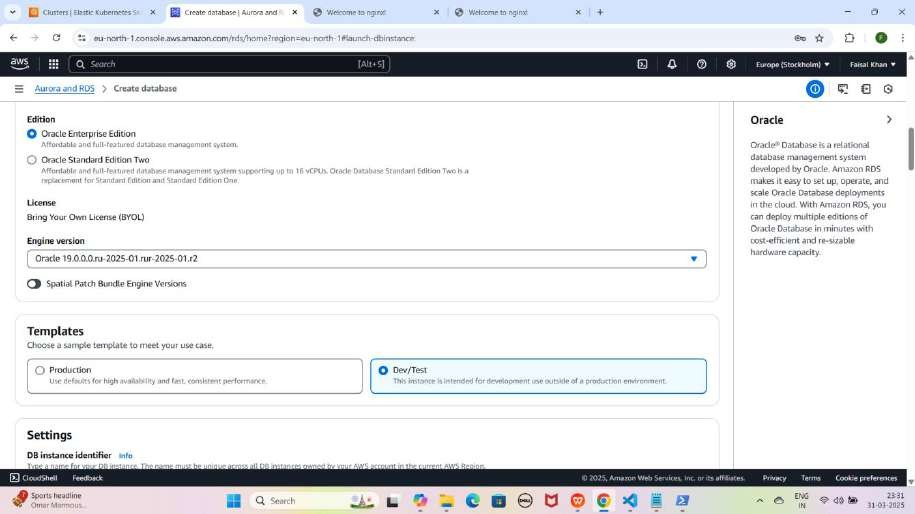 Clusters | Elastic Kubernetes Se
Create database | Aurora and R
Welcome to nginx!
Welcome to nginx!
eu-north-1.console.aws.amazon.com/rds/home?region=eu-north-1#launch-dbinstance:
F
aws
Search
[Alt+S]
Europe (Stockholm)
Faisal Khan
Aurora and RDS
Create database
Edition
Oracle Enterprise Edition
Affordable and full-featured database management system.
Oracle Standard Edition Two
Affordable and full-featured database management system supporting up to 16 vCPUs. Oracle Database Standard Edition Two is a
replacement for Standard Edition and Standard Edition One.
License
Bring Your Own License (BYOL)
Engine version
Oracle 19.0.0.0.ru-2025-01.rur-2025-01.r2
Spatial Patch Bundle Engine Versions
Templates
Choose a sample template to meet your use case.
Production
Use defaults for high availability and fast, consistent performance.
Dev/Test
This instance is intended for development use outside of a production environment.
Settings
DB instance identifier Info
Type a name for your DB instance. The name must be unique across all DB instances owned by your AWS account in the current AWS Region.
Oracle
Oracle® Database is a relational
database management system
developed by Oracle. Amazon RDS
makes it easy to set up, operate, and
scale Oracle Database deployments
in the cloud. With Amazon RDS, you
can deploy multiple editions of
Oracle Database in minutes with
cost-efficient and re-sizable
hardware capacity.
CloudShell
Feedback
© 2025, Amazon Web Services, Inc. or its affiliates.
Privacy
Terms
Cookie preferences
Sports headline
Omar Marmous...
Search
DELL
ENG
IN
23:31
31-03-2025